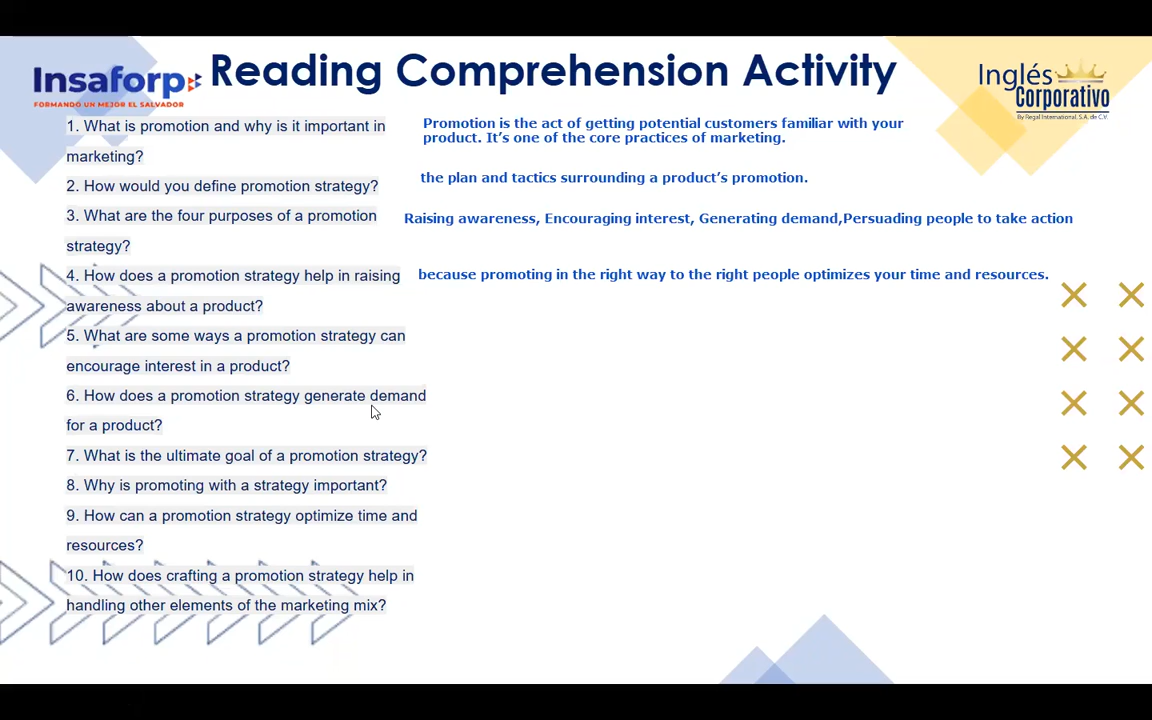 Insaforp
FORMANDO UN MEJOR EL SALVADOR
Reading Comprehension Activity
Inglés
Corporativo
By Regal International, S.A. de C.V.
1. What is promotion and why is it important in
marketing?
2. How would you define promotion strategy?
3. What are the four purposes of a promotion
strategy?
4. How does a promotion strategy help in raising
awareness about a product?
5. What are some ways a promotion strategy can
encourage interest in a product?
6. How does a promotion strategy generate demand
for a product?
7. What is the ultimate goal of a promotion strategy?
8. Why is promoting with a strategy important?
9. How can a promotion strategy optimize time and
resources?
10. How does crafting a promotion strategy help in
handling other elements of the marketing mix?
Promotion is the act of getting potential customers familiar with your
product. It’s one of the core practices of marketing.
the plan and tactics surrounding a product’s promotion.
Raising awareness, Encouraging interest, Generating demand,Persuading people to take action
because promoting in the right way to the right people optimizes your time and resources.